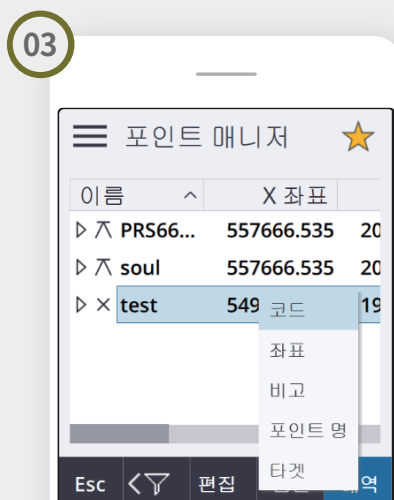 03
포인트 매니저
이름 X 좌표
PRS66... 557666.535 20
soul 557666.535 20
test 549 19
코드
좌표
비고
포인트 명
타겟
Esc 편집 역